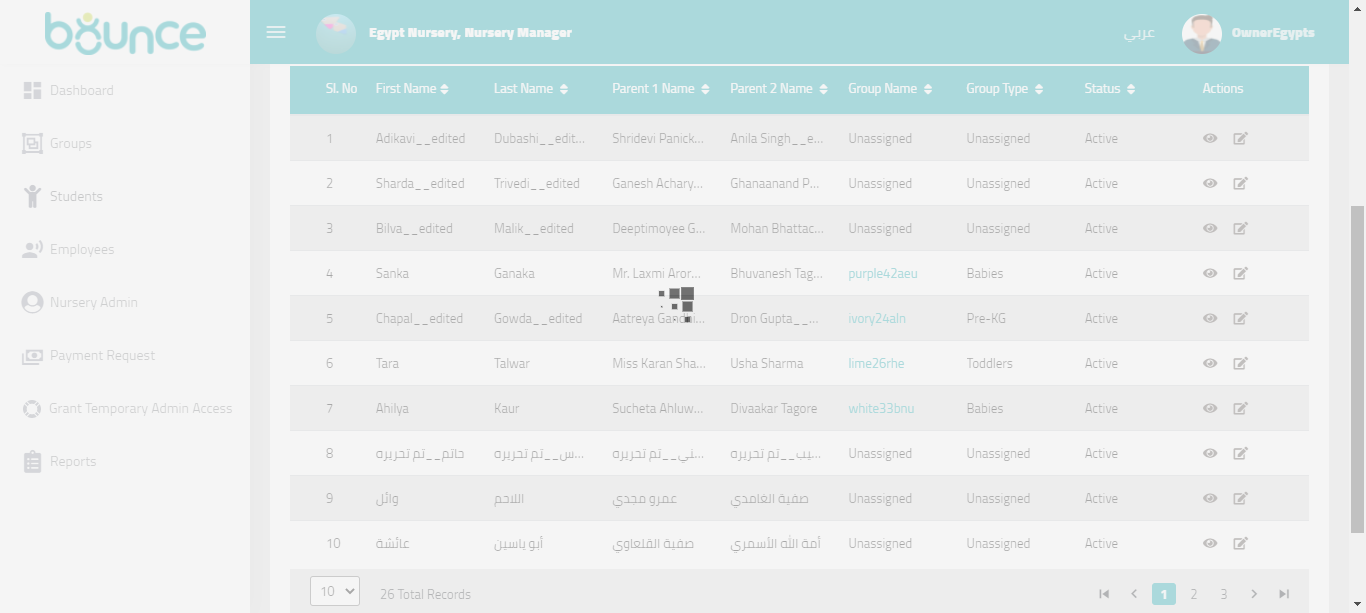 bounce
Egypt Nursery, Nursery Manager
عربي
OwnerEgypts
Dashboard
Groups
Students
Employees
Nursery Admin
Payment Request
Grant Temporary Admin Access
Reports
Sl. No First Name Last Name Parent 1 Name Parent 2 Name Group Name Group Type Status Actions
1 Adikavi__edited Dubashi__edit... Shridevi Panick... Anila Singh__e... Unassigned Unassigned Active
2 Sharda__edited Trivedi__edited Ganesh Achary... Ghanaanand P... Unassigned Unassigned Active
3 Bilva__edited Malik__edited Deeptimoyee G... Mohan Bhattac... Unassigned Unassigned Active
4 Sanka Ganaka Mr. Laxmi Aror... Bhuvanesh Tag... purple42aeu Babies Active
5 Chapal__edited Gowda__edited Aatreya Gandhi... Dron Gupta__... ivory24aln Pre-KG Active
6 Tara Talwar Miss Karan Sha... Usha Sharma lime26rhe Toddlers Active
7 Ahilya Kaur Sucheta Ahluw... Divaakar Tagore white33bnu Babies Active
8 حاتم__تم تحريره س__تم تحريره... ني__تم تحريره... يب__تم تحريره... Unassigned Unassigned Active
9 وائل اللاحم عمرو مجدي صفية الغامدي Unassigned Unassigned Active
10 عائشة أبو ياسين صفية القلعاوي أمة الله الأسمري Unassigned Unassigned Active
10 26 Total Records 1 2 3